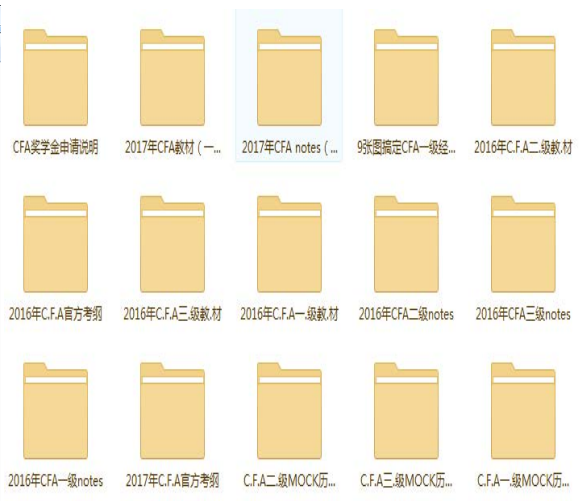 CFA奖学金申请说明
2017年CFA教材（一...
2017年CFA notes（...
9张图搞定CFA一级经...
2016年C.F.A二.级教.材
2016年C.F.A官方考纲
2016年C.F.A三.级教.材
2016年C.F.A一.级教.材
2016年CFA二级notes
2016年CFA三级notes
2016年CFA一级notes
2017年C.F.A官方考纲
C.F.A二.级MOCK历...
C.F.A三.级MOCK历...
C.F.A一.级MOCK历...